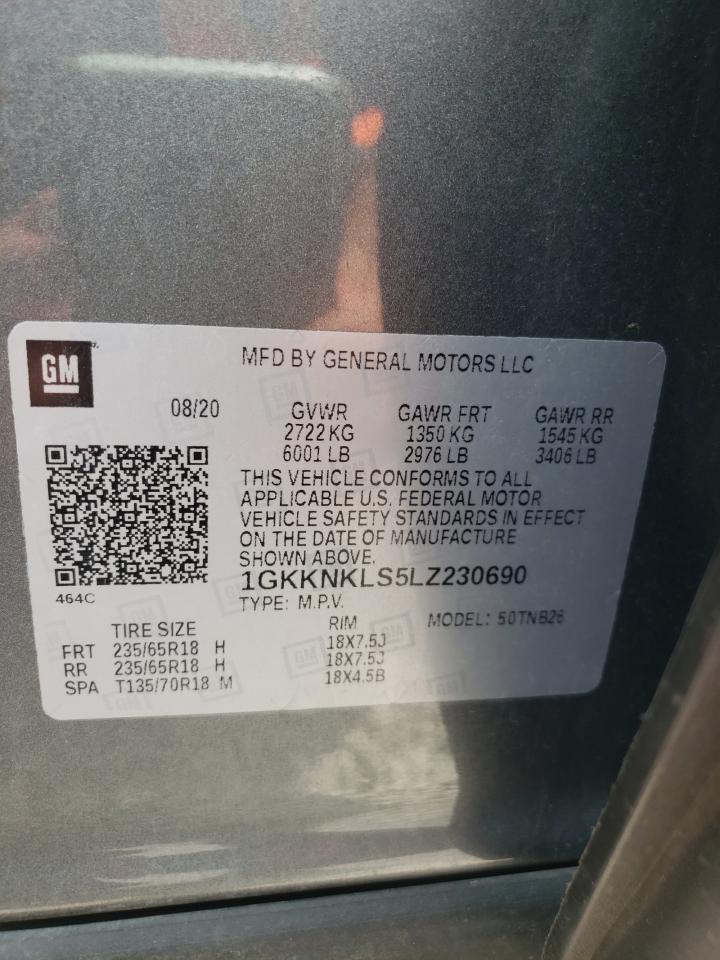 GM
MFD BY GENERAL MOTORS LLC
08/20 GVWR GAWR FRT GAWR RR
2722 KG 1350 KG 1545 KG
6001 LB 2976 LB 3406 LB
THIS VEHICLE CONFORMS TO ALL
APPLICABLE U.S. FEDERAL MOTOR
VEHICLE SAFETY STANDARDS IN EFFECT
ON THE DATE OF MANUFACTURE
SHOWN ABOVE.
1GKKNKLS5LZ230690
464C
TYPE: M.P.V. MODEL: 50TNB26
TIRE SIZE RIM
FRT 235/65R18 H 18X7.5J
RR 235/65R18 H 18X7.5J
SPA T135/70R18 M 18X4.5B